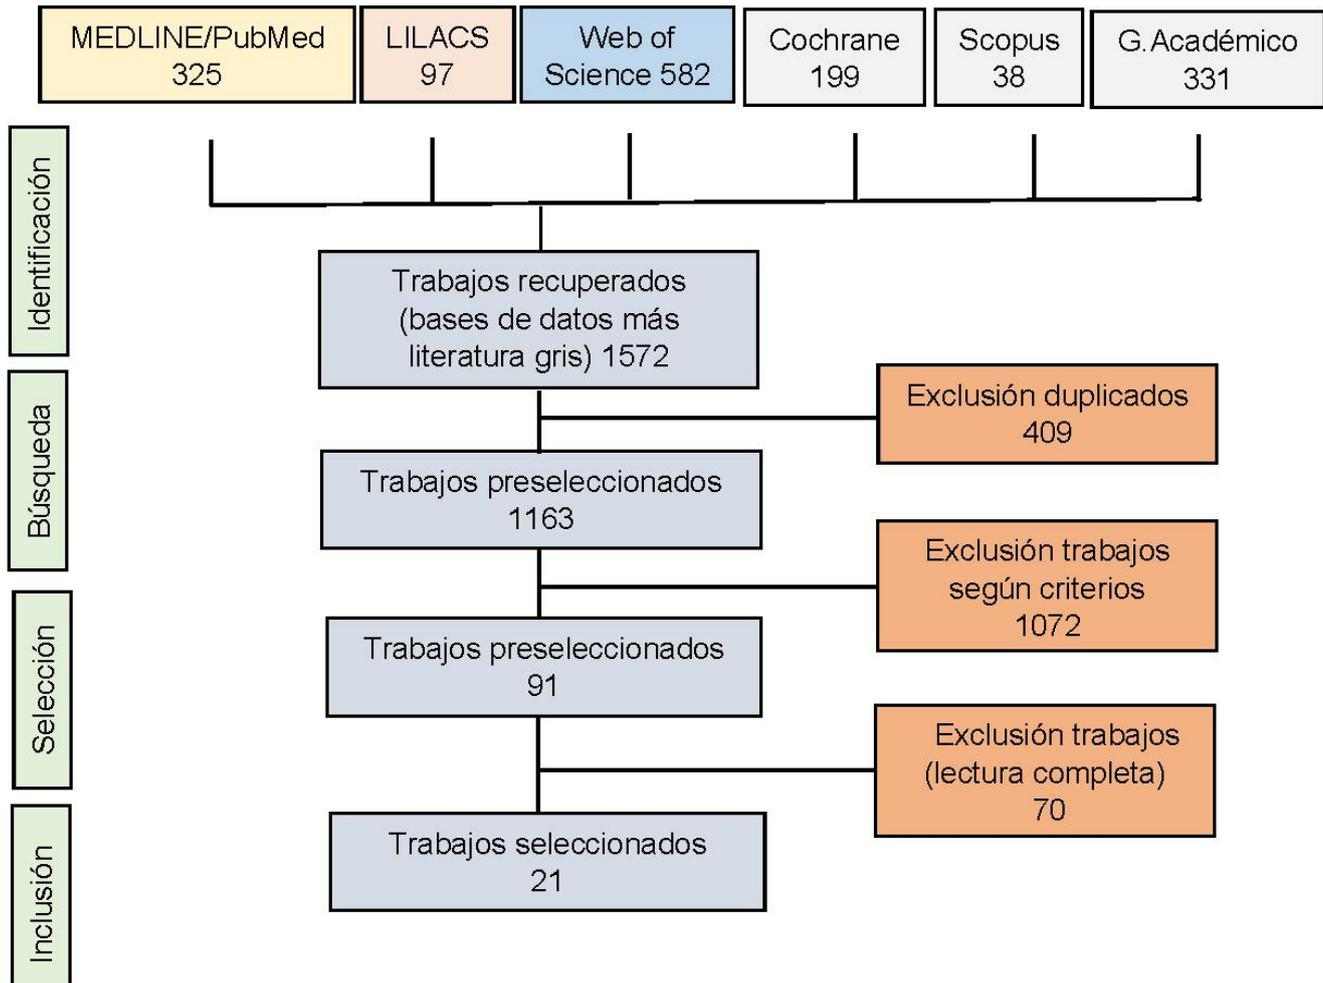 MEDLINE/PubMed
325
LILACS
97
Web of
Science 582
Cochrane
199
Scopus
38
G.Académico
331
Identificación
Trabajos recuperados
(bases de datos más
literatura gris) 1572
Búsqueda
Exclusión duplicados
409
Trabajos preseleccionados
1163
Exclusión trabajos
según criterios
1072
Selección
Trabajos preseleccionados
91
Exclusión trabajos
(lectura completa)
70
Inclusión
Trabajos seleccionados
21